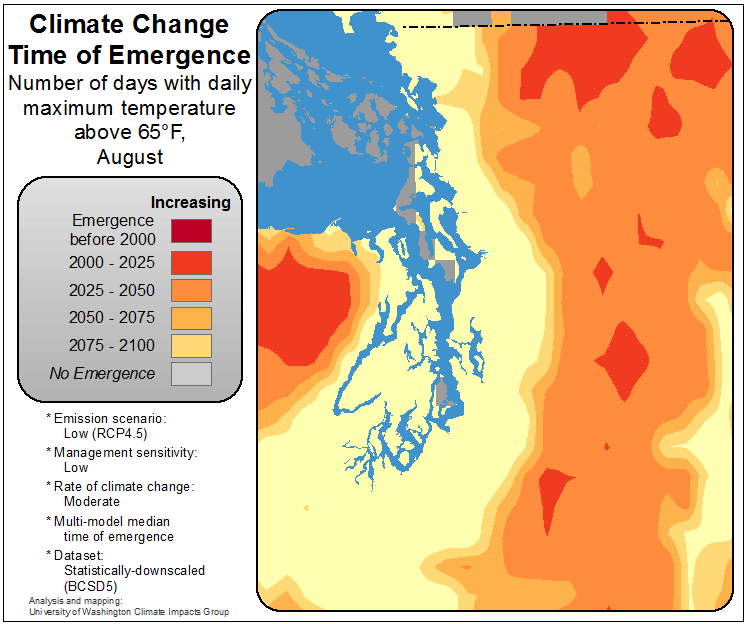 Climate Change
Time of Emergence
Number of days with daily
maximum temperature
above 65°F,
August
Increasing
Emergence
before 2000
2000 - 2025
2025 - 2050
2050 - 2075
2075 - 2100
No Emergence
* Emission scenario:
Low (RCP4.5)
* Management sensitivity:
Low
* Rate of climate change:
Moderate
* Multi-model median
time of emergence
* Dataset:
Statistically-downscaled
(BCSD5)
Analysis and mapping:
University of Washington Climate Impacts Group